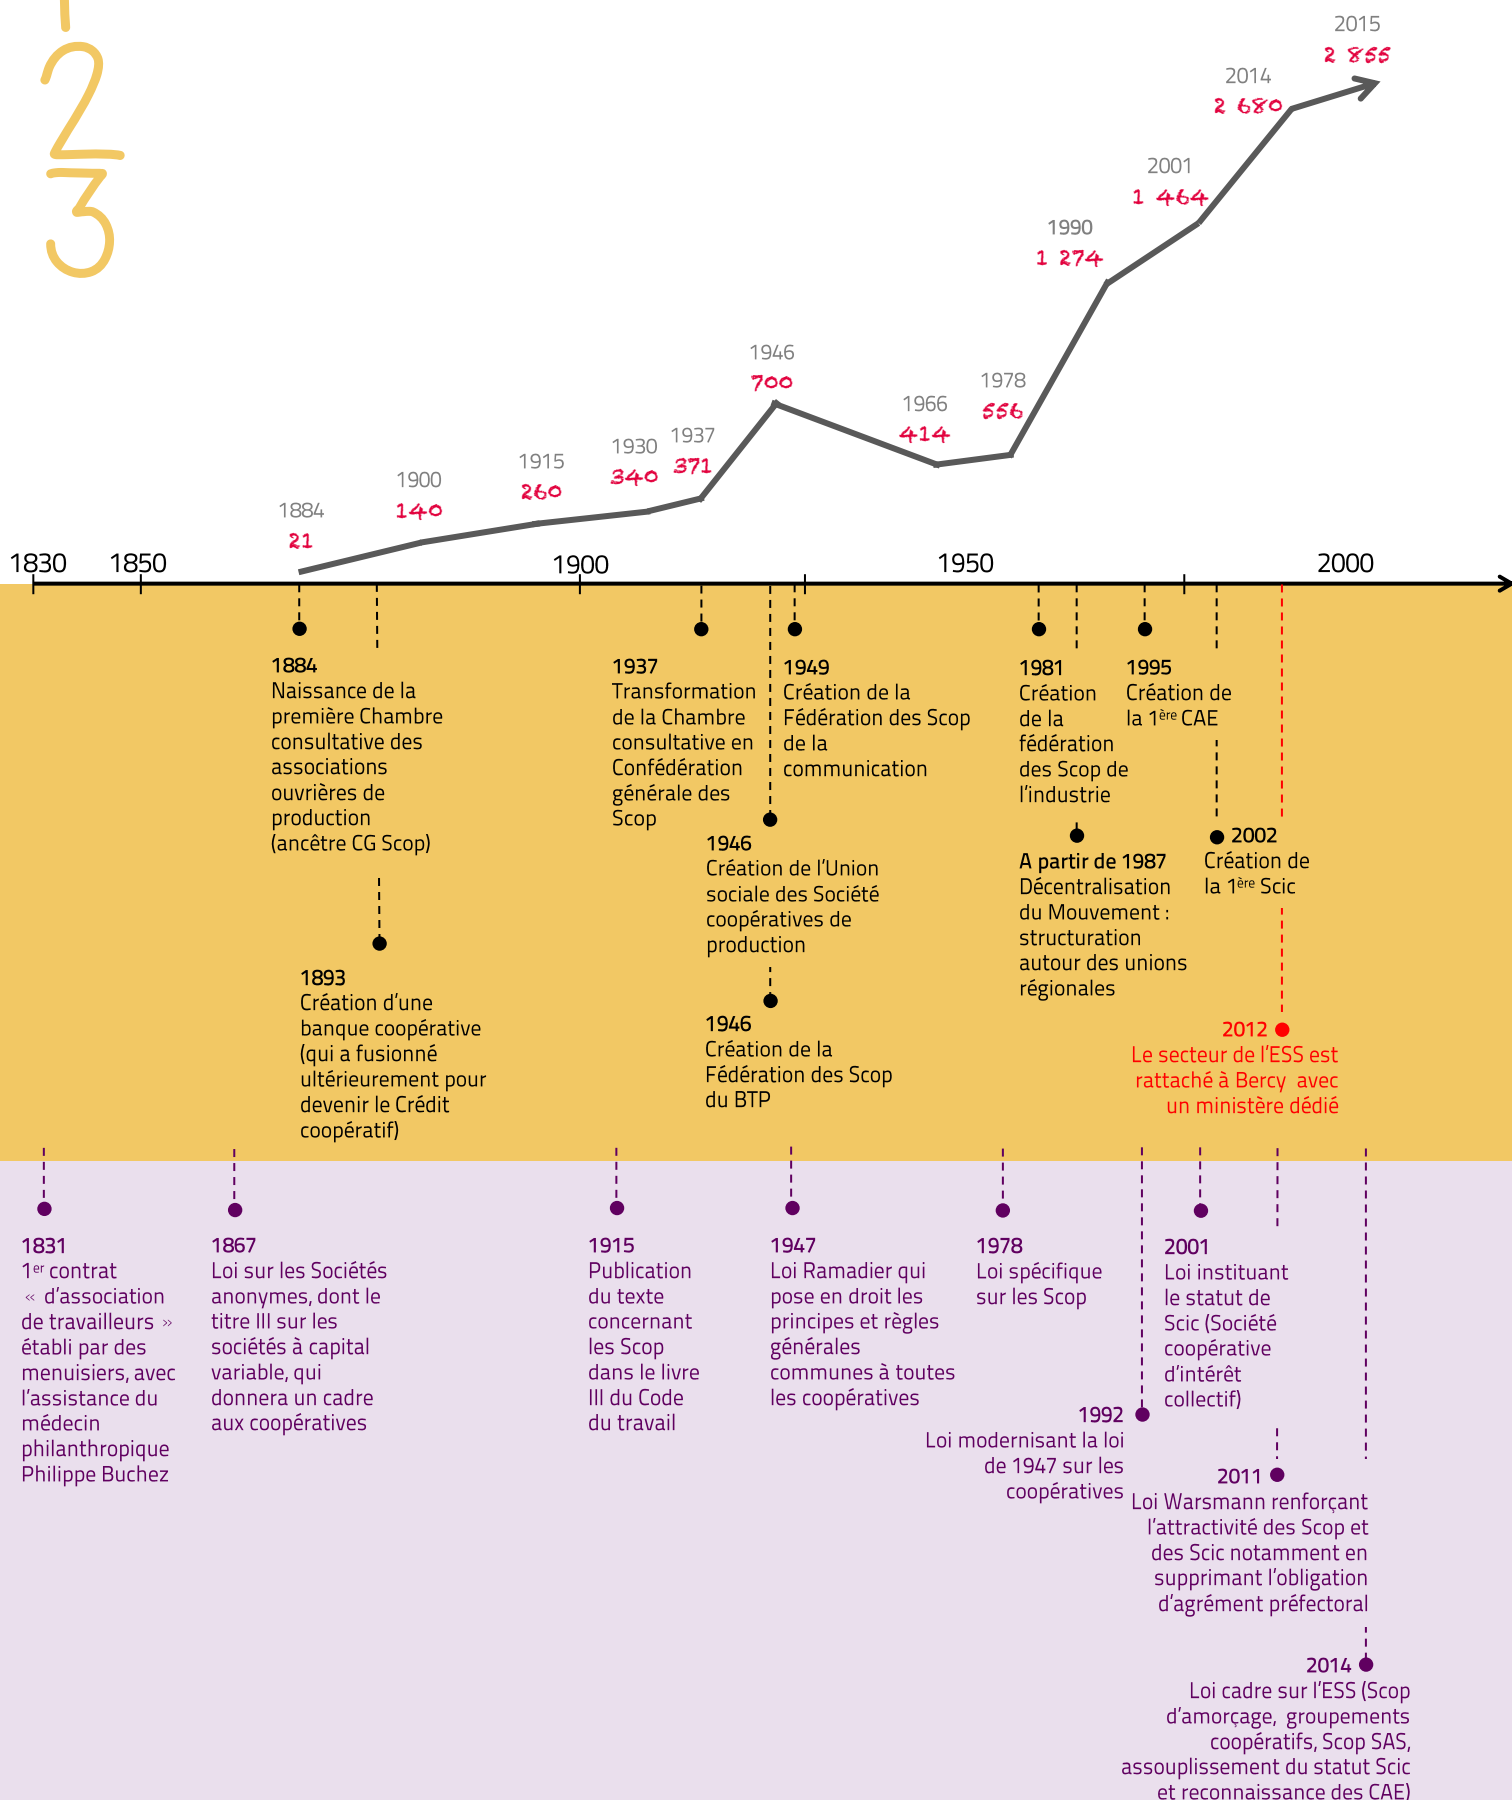 1
2
3
2015
2 855
2014
2 680
2001
1 464
1990
1 274
1946
700
1978
556
1966
414
1937
371
1930
340
1915
260
1900
140
1884
21
1830
1850
1900
1950
2000
1884
Naissance de la
première Chambre
consultative des
associations
ouvrières de
production
(ancêtre CG Scop)
1893
Création d'une
banque coopérative
(qui a fusionné
ultérieurement pour
devenir le Crédit
coopératif)
1937
Transformation
de la Chambre
consultative en
Confédération
générale des
Scop
1949
Création de la
Fédération des Scop
de la
communication
1946
Création de l'Union
sociale des Société
coopératives de
production
1946
Création de la
Fédération des Scop
du BTP
1981
Création
de la
fédération
des Scop de
l'industrie
A partir de 1987
Décentralisation
du Mouvement :
structuration
autour des unions
régionales
1995
Création de
la 1ère CAE
2002
Création de
la 1ère Scic
2012
Le secteur de l'ESS est
rattaché à Bercy avec
un ministère dédié
1831
1er contrat
« d'association
de travailleurs »
établi par des
menuisiers, avec
l'assistance du
médecin
philanthropique
Philippe Buchez
1867
Loi sur les Sociétés
anonymes, dont le
titre III sur les
sociétés à capital
variable, qui
donnera un cadre
aux coopératives
1915
Publication
du texte
concernant
les Scop
dans le livre
III du Code
du travail
1947
Loi Ramadier qui
pose en droit les
principes et règles
générales
communes à toutes
les coopératives
1978
Loi spécifique
sur les Scop
1992
Loi modernisant la loi
de 1947 sur les
coopératives
2001
Loi instituant
le statut de
Scic (Société
coopérative
d'intérêt
collectif)
2011
Loi Warsmann renforçant
l'attractivité des Scop et
des Scic notamment en
supprimant l'obligation
d'agrément préfectoral
2014
Loi cadre sur l'ESS (Scop
d'amorçage, groupements
coopératifs, Scop SAS,
assouplissement du statut Scic
et reconnaissance des CAE)